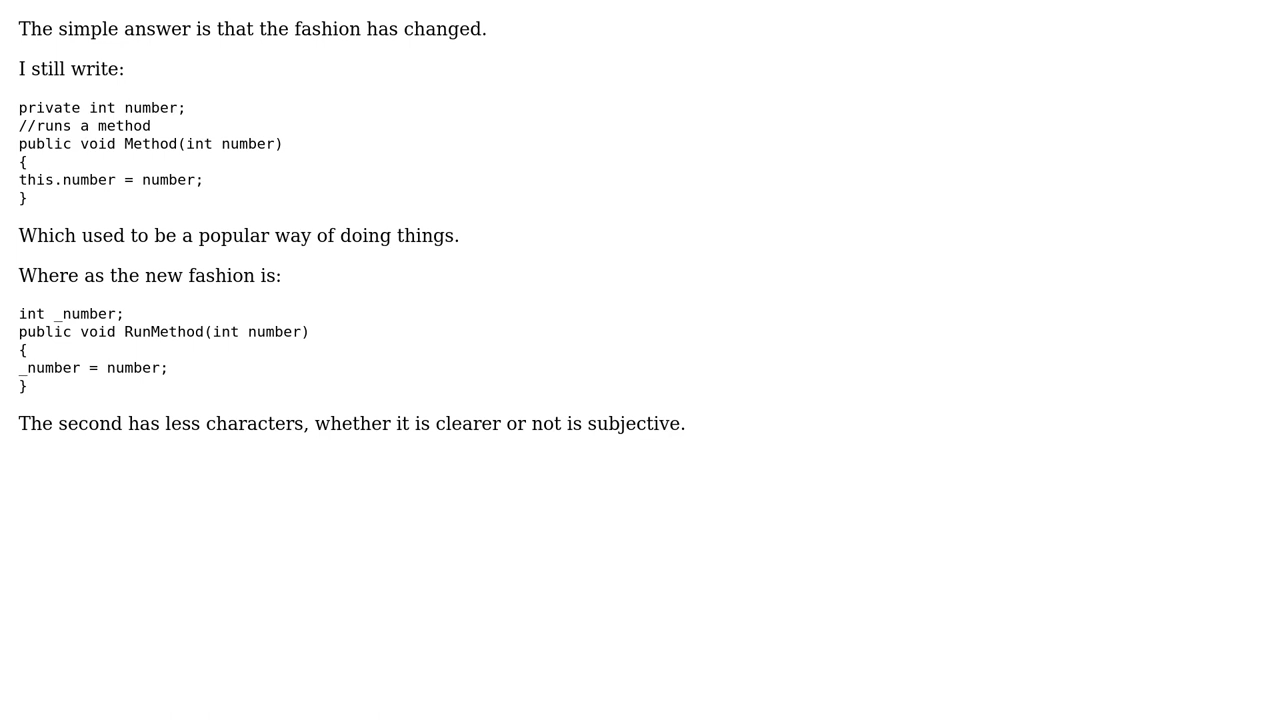 The simple answer is that the fashion has changed.
I still write:
private int number;
//runs a method
public void Method(int number)
{
this.number = number;
}
Which used to be a popular way of doing things.
Where as the new fashion is:
int _number;
public void RunMethod(int number)
{
_number = number;
}
The second has less characters, whether it is clearer or not is subjective.